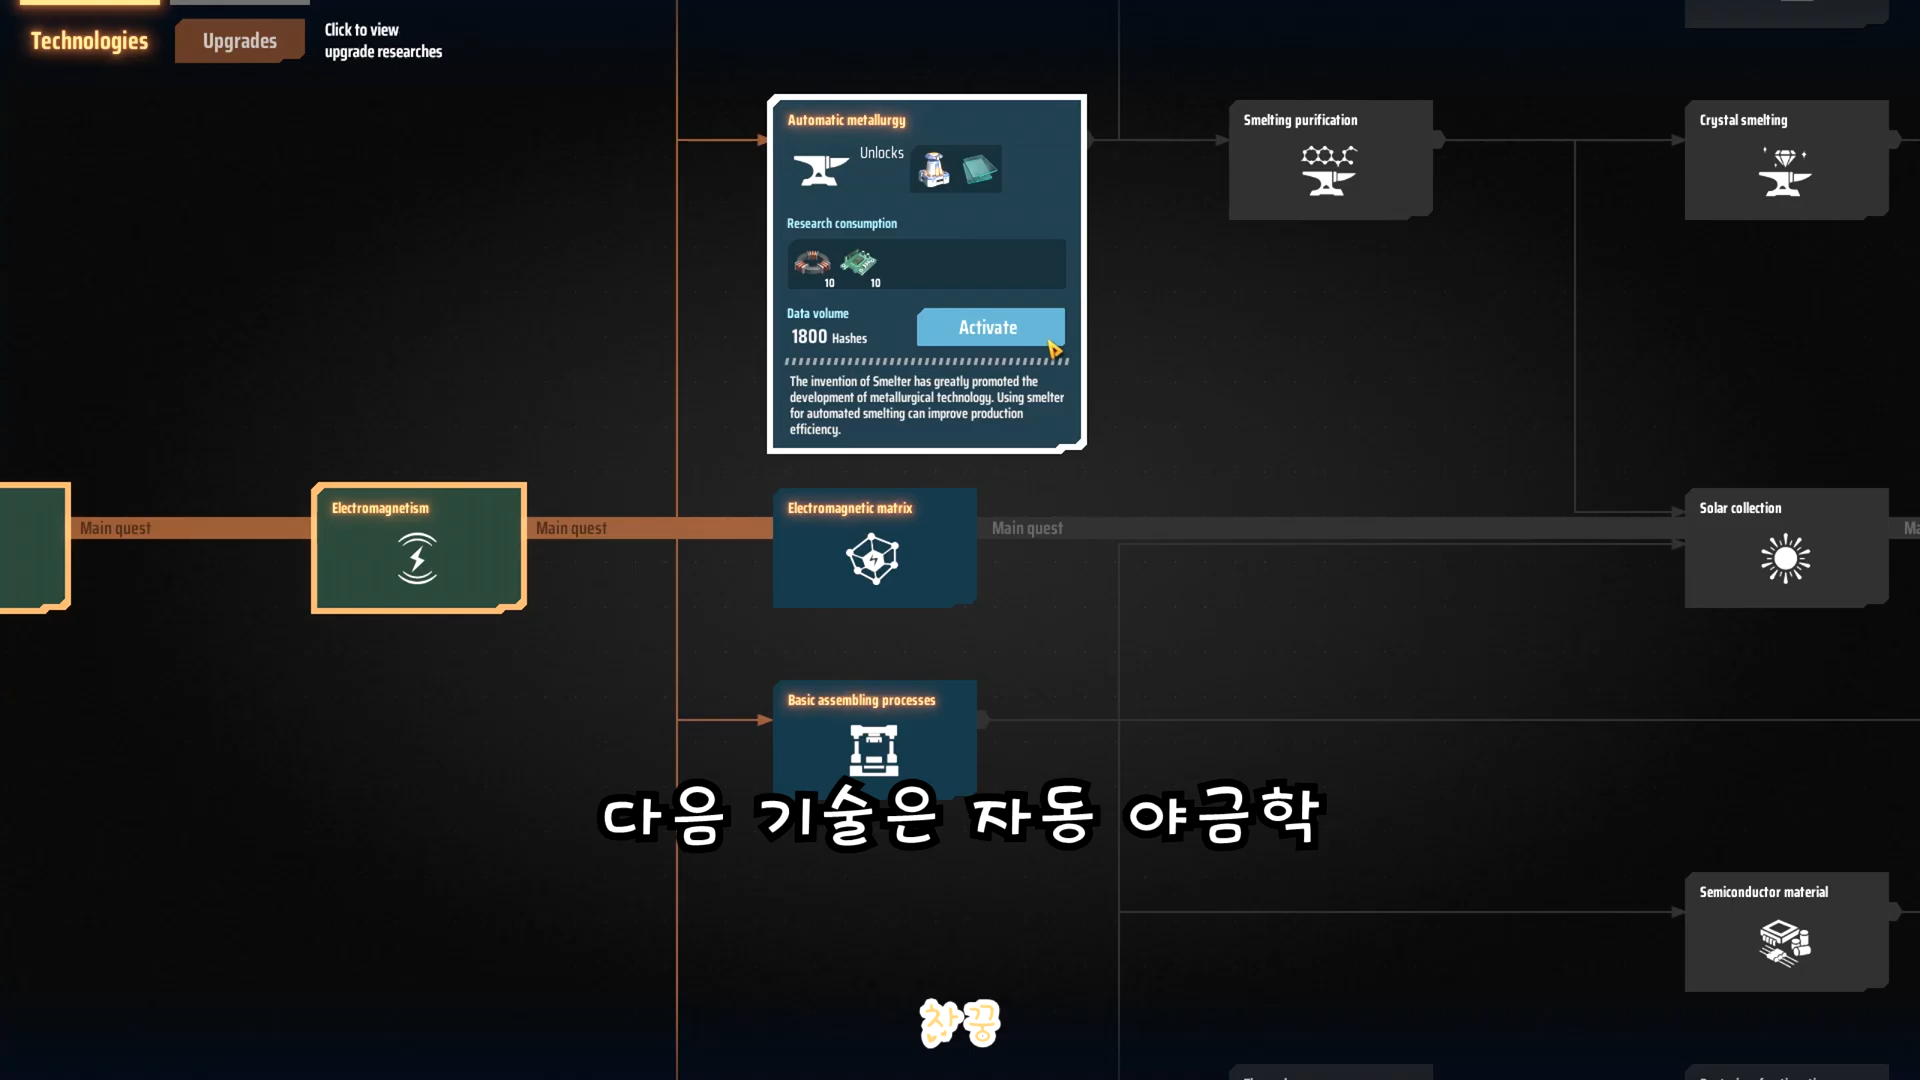 Technologies
Upgrades
Click to view
upgrade researches
Automatic metallurgy
Unlocks
Research consumption
10
10
Data volume
1800 Hashes
Activate
The invention of Smelter has greatly promoted the
development of metallurgical technology. Using smelter
for automated smelting can improve production
efficiency.
Smelting purification
Crystal smelting
Main quest
Electromagnetism
Main quest
Electromagnetic matrix
Main quest
Solar collection
Basic assembling processes
다음 기술은 자동 야금학
Semiconductor material
찬꿍